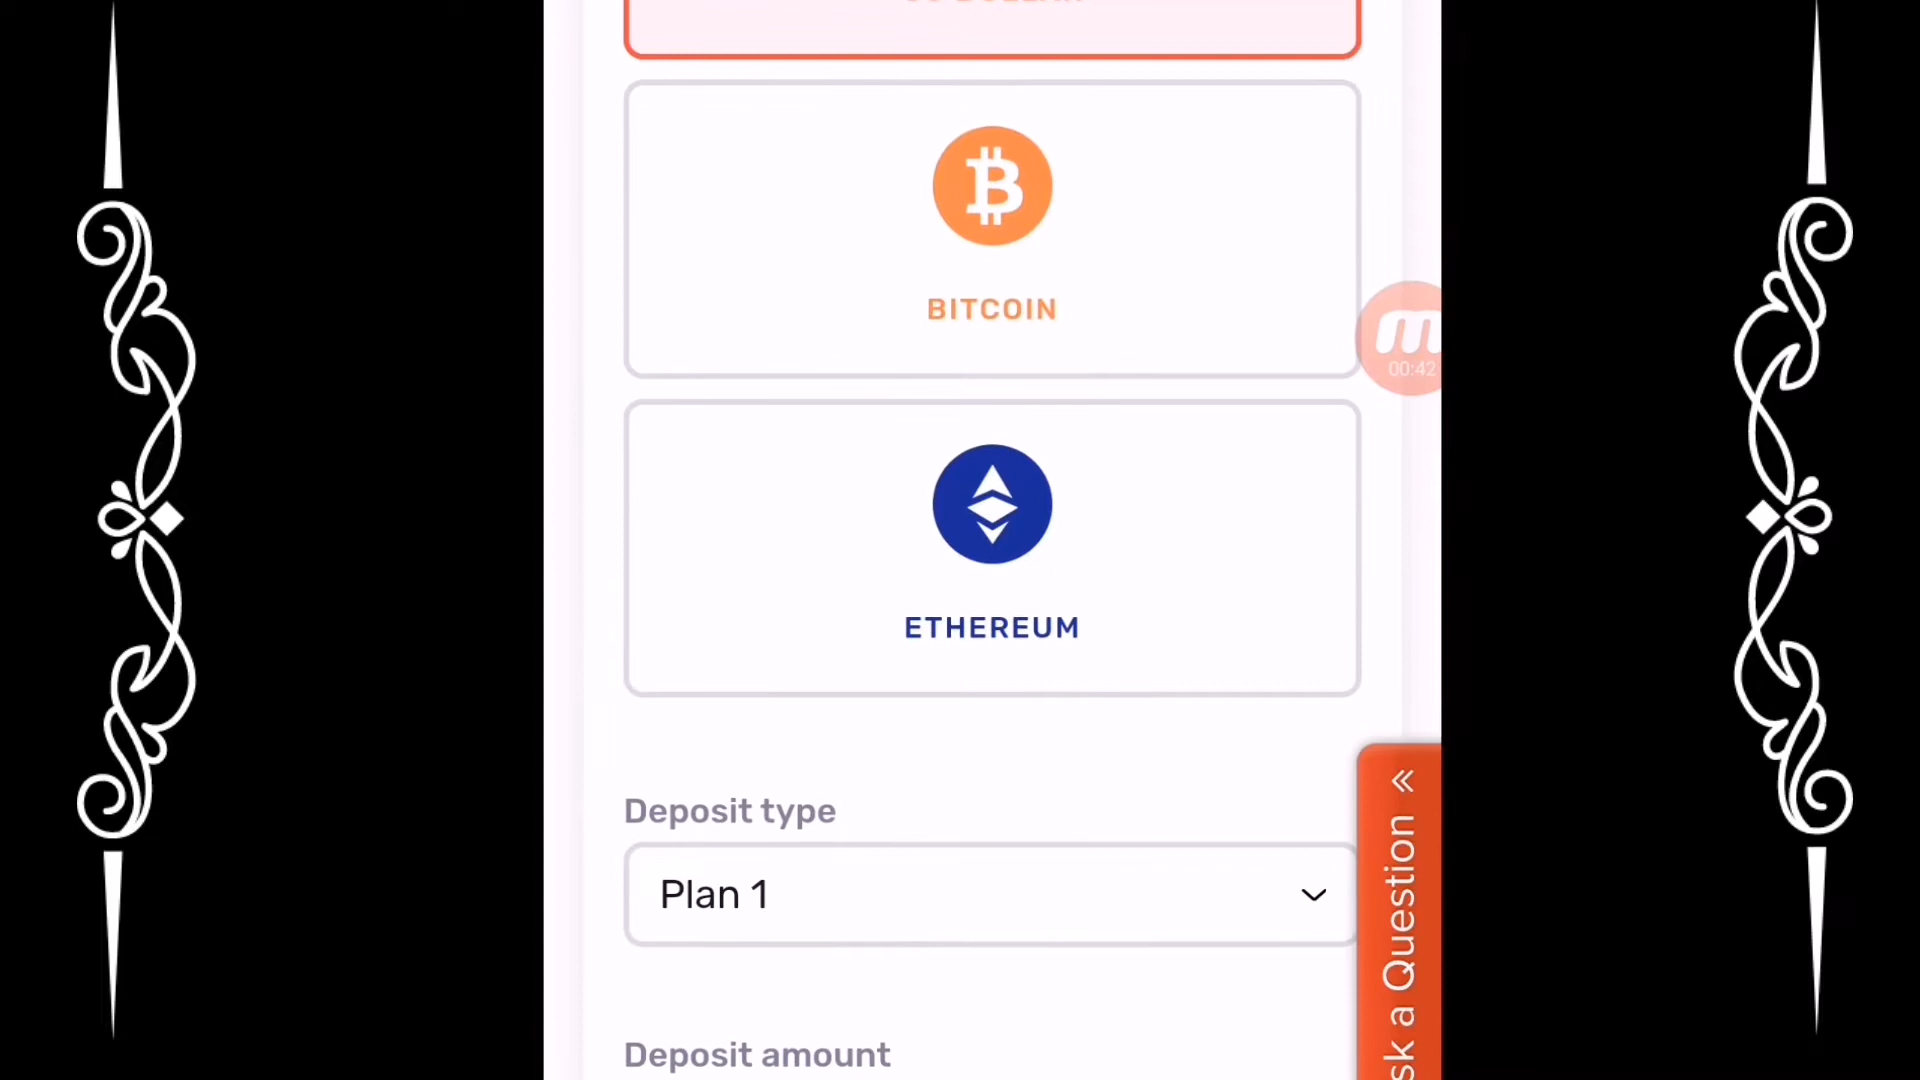 BITCOIN
00:42
ETHEREUM
Deposit type
Plan 1
Deposit amount
sk a Question